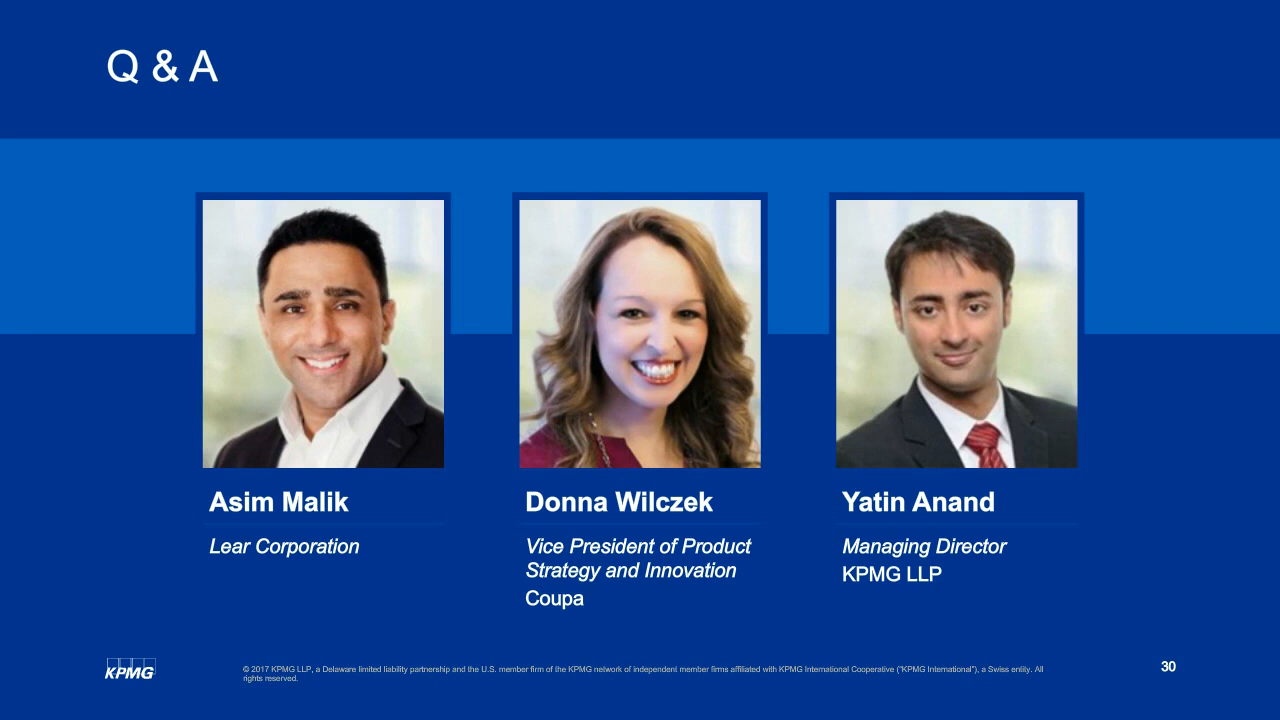 Q & A
Asim Malik
Lear Corporation
Donna Wilczek
Vice President of Product
Strategy and Innovation
Coupa
Yatin Anand
Managing Director
KPMG LLP
KPMG
© 2017 KPMG LLP, a Delaware limited liability partnership and the U.S. member firm of the KPMG network of independent member firms affiliated with KPMG International Cooperative ("KPMG International"), a Swiss entity. All
rights reserved.
30